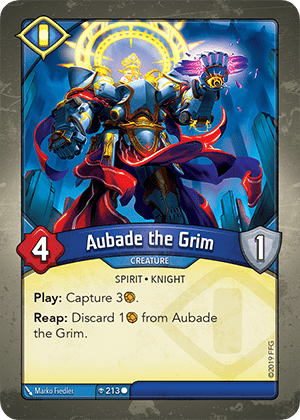 Aubade the Grim
CREATURE
4
1
SPIRIT • KNIGHT
Play: Capture 3.
Reap: Discard 1 from Aubade
the Grim.
Marko Fiedler
213
©2019 FFG